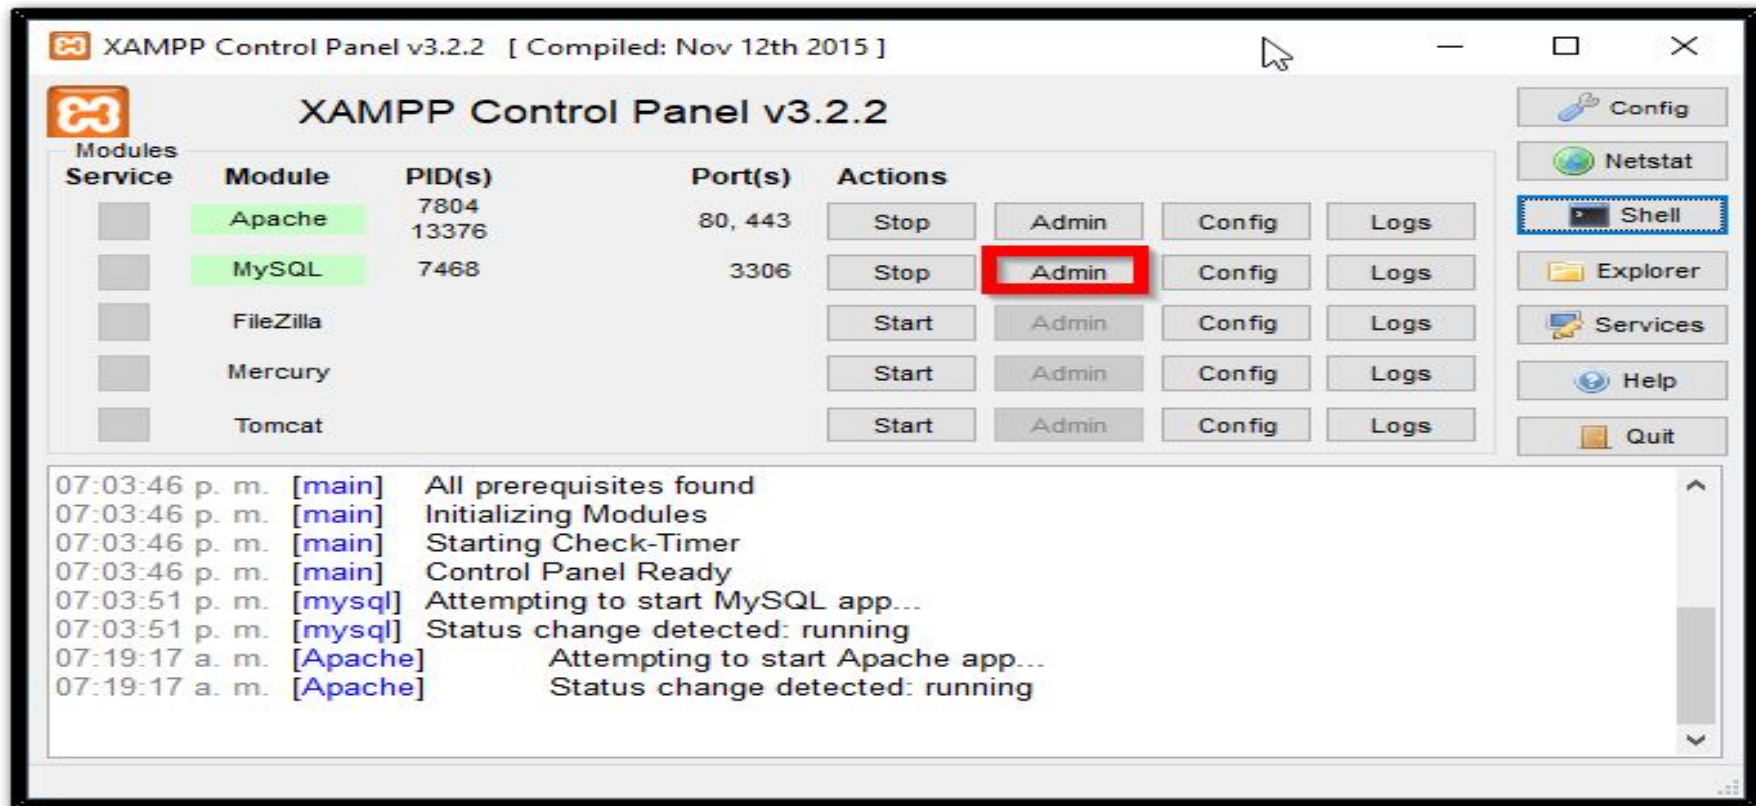 XAMPP Control Panel v3.2.2 [ Compiled: Nov 12th 2015 ]
XAMPP Control Panel v3.2.2
Config
Modules
Service Module PID(s) Port(s) Actions
Netstat
Apache 7804 13376 80, 443 Stop Admin Config Logs
Shell
MySQL 7468 3306 Stop Admin Config Logs
Explorer
FileZilla Start Admin Config Logs
Services
Mercury Start Admin Config Logs
Help
Tomcat Start Admin Config Logs
Quit
07:03:46 p. m. [main] All prerequisites found
07:03:46 p. m. [main] Initializing Modules
07:03:46 p. m. [main] Starting Check-Timer
07:03:46 p. m. [main] Control Panel Ready
07:03:51 p. m. [mysql] Attempting to start MySQL app...
07:03:51 p. m. [mysql] Status change detected: running
07:19:17 a. m. [Apache] Attempting to start Apache app...
07:19:17 a. m. [Apache] Status change detected: running